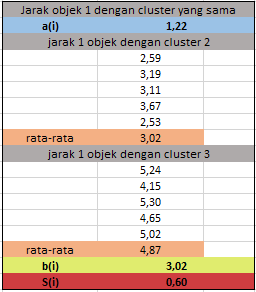 Jarak objek 1 dengan cluster yang sama
a(i) 1,22
jarak 1 objek dengan cluster 2
2,59
3,19
3,11
3,67
2,53
rata-rata 3,02
jarak 1 objek dengan cluster 3
5,24
4,15
5,30
4,65
5,02
rata-rata 4,87
b(i) 3,02
S(i) 0,60